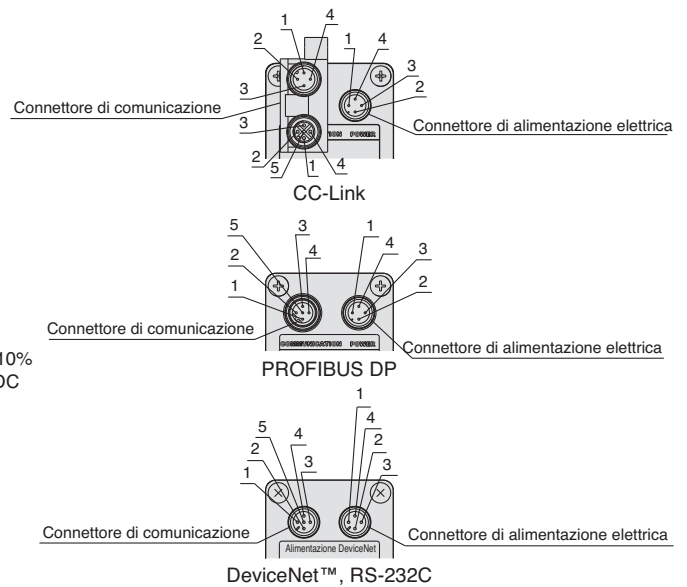 1 4
2 1 4
3 3
2
Connettore di comunicazione
3 Connettore di alimentazione elettrica
POWER
2 5 1 4
CC-Link
5 3 1
2 4 4 3
1 2
Connettore di comunicazione
Connettore di alimentazione elettrica
COMMUNICATION POWER
10%
DC
PROFIBUS DP
1
5 4 4
2 3 2
1 3
Connettore di comunicazione
Connettore di alimentazione elettrica
Alimentazione DeviceNet
DeviceNet™, RS-232C